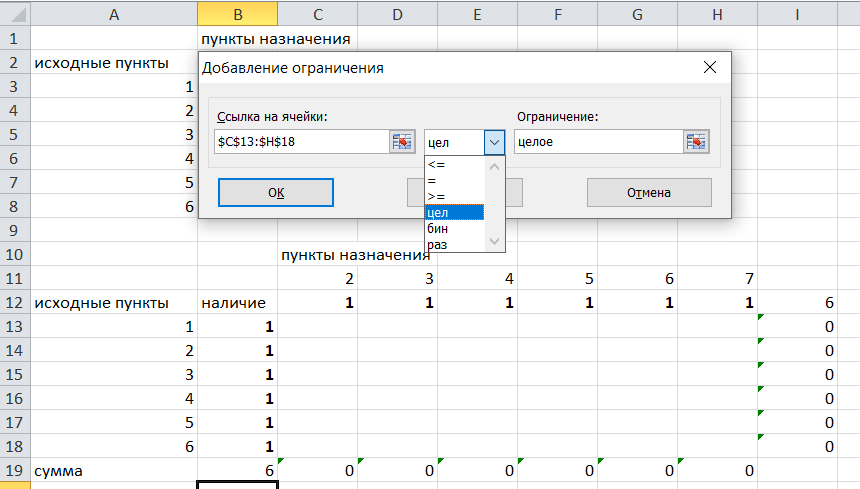 A B C D E F G H I
1 пункты назначения
2 исходные пункты
Добавление ограничения
3 1
4 2
5 3
6 4
7 5
8 6
Ссылка на ячейки: Ограничение:
$C$13:$H$18 цел целое
<=
=
>=
цел
бин
раз
ОК Отмена
9
10 пункты назначения
11 2 3 4 5 6 7
12 исходные пункты наличие 1 1 1 1 1 1 6
13 1 1 0
14 2 1 0
15 3 1 0
16 4 1 0
17 5 1 0
18 6 1 0
19 сумма 6 0 0 0 0 0 0